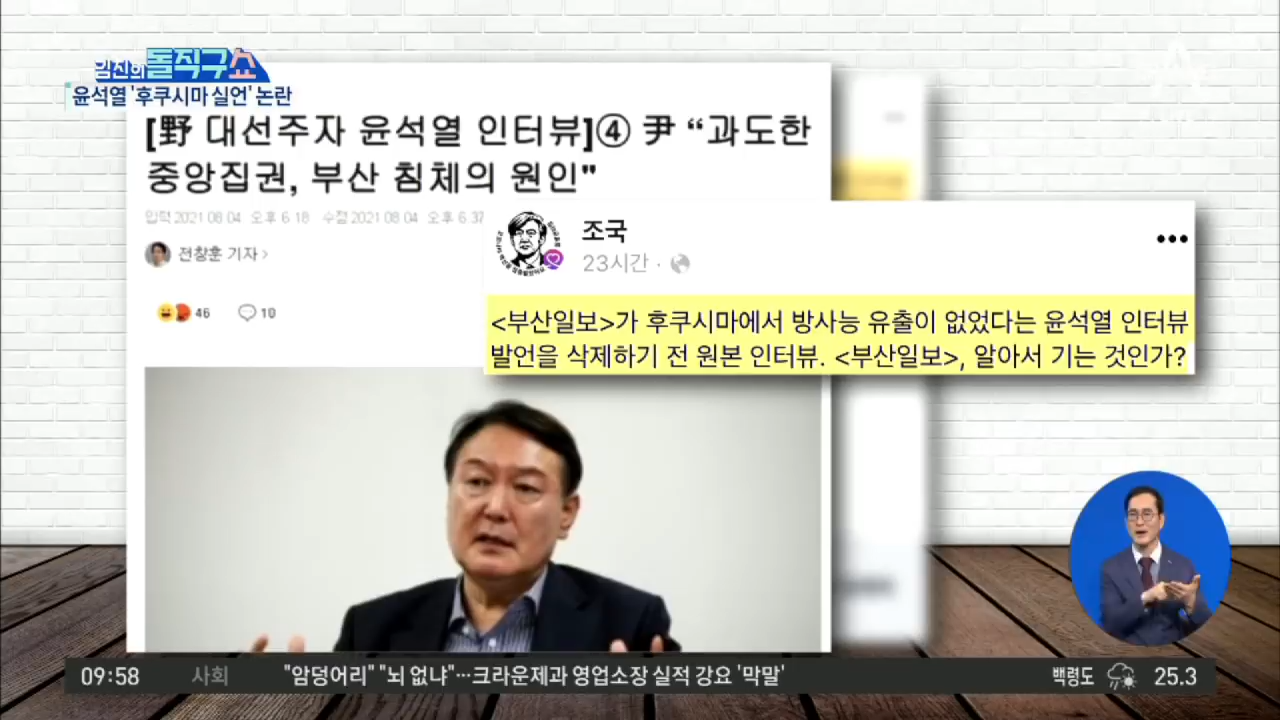 김진의 돌직구쇼
윤석열 '후쿠시마 실언' 논란
[野 대선주자 윤석열 인터뷰]④ 尹 “과도한
중앙집권, 부산 침체의 원인"
입력 2021 08 04 오후 6 18 수정 2021 08 04 오후 6 37
전창훈 기자 >
46 10
조국
23시간 ·
<부산일보>가 후쿠시마에서 방사능 유출이 없었다는 윤석열 인터뷰
발언을 삭제하기 전 원본 인터뷰. <부산일보>, 알아서 기는 것인가?
09:58 사회 "암덩어리" "뇌 없냐"…크라운제과 영업소장 실적 강요 '막말' 백령도 25.3